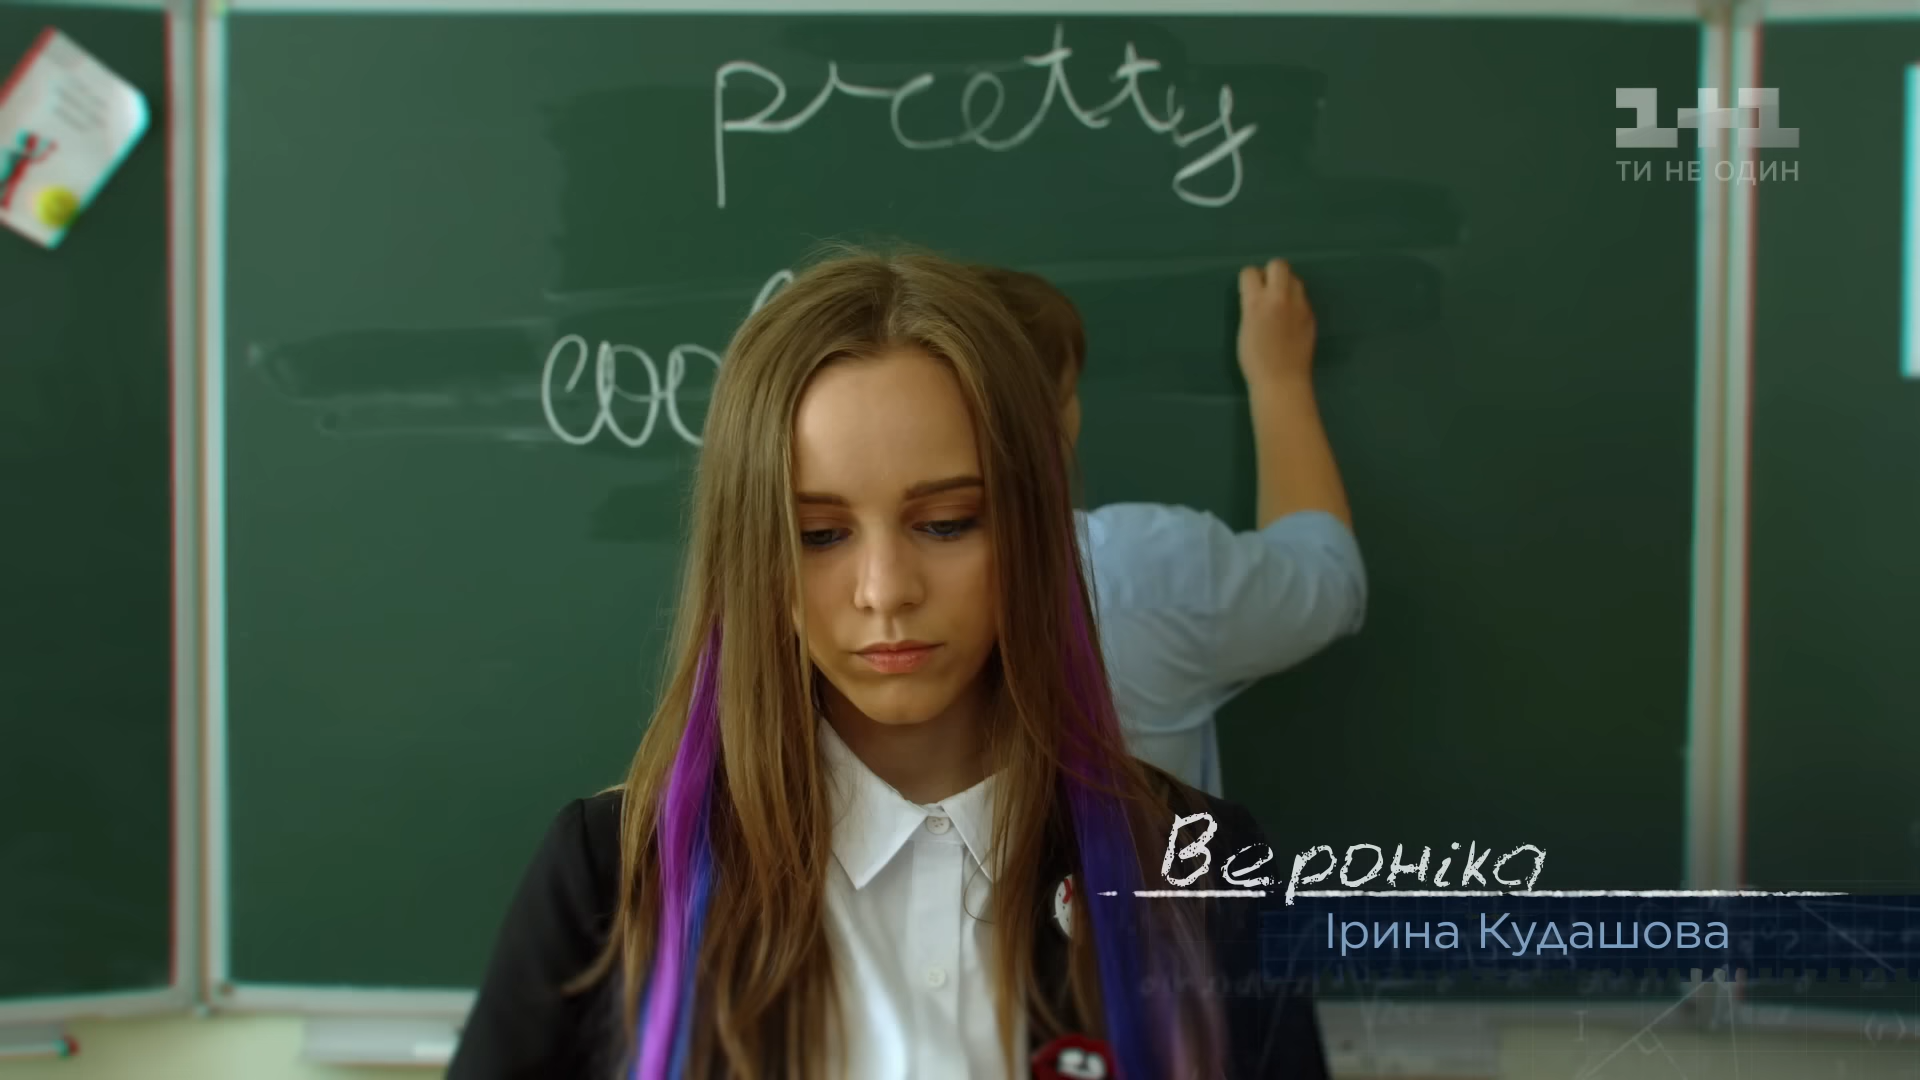 pretty
1+1
ТИ НЕ ОДИН
Вероніка
Ірина Кудашова